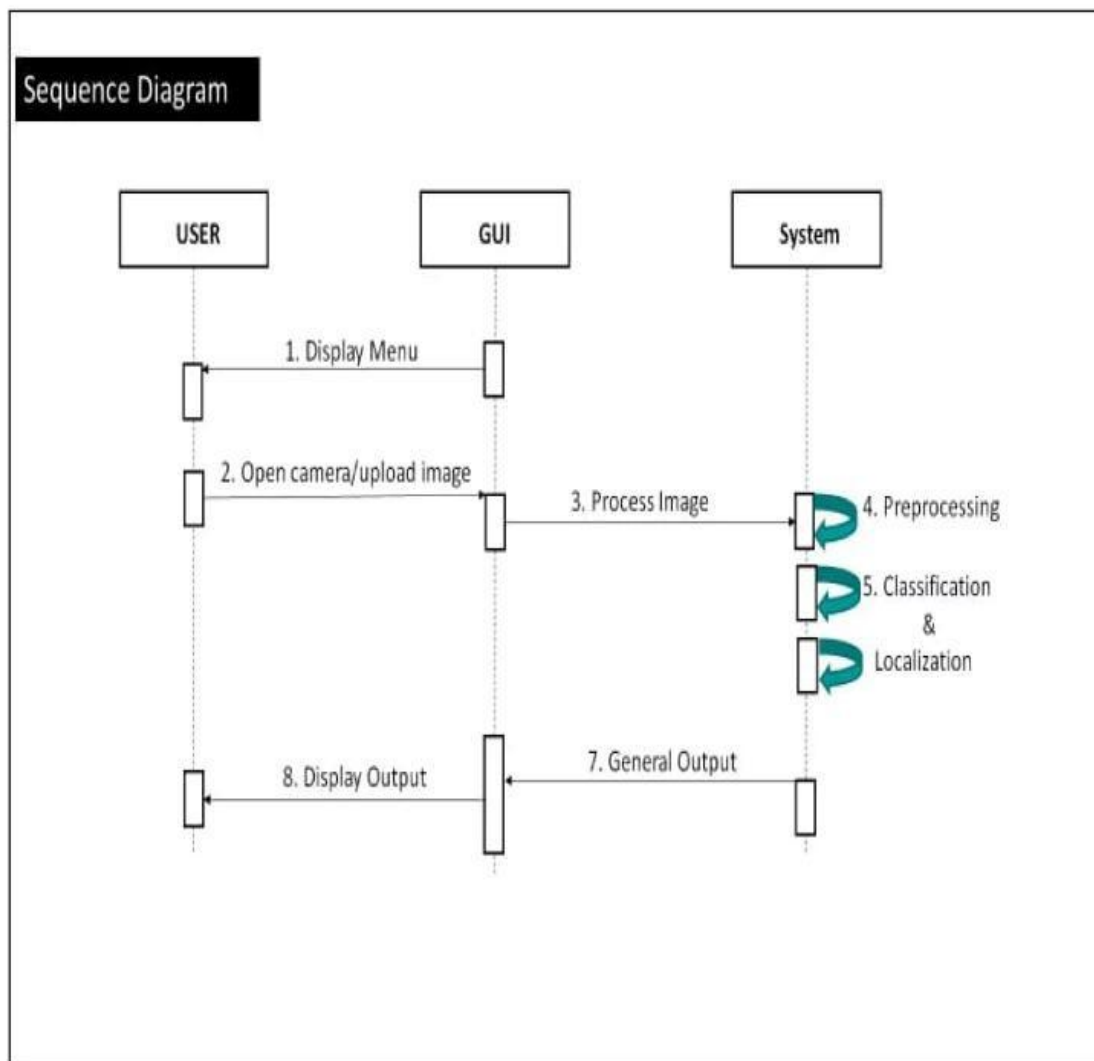 Sequence Diagram
USER
GUI
System
1. Display Menu
2. Open camera/upload image
3. Process Image
4. Preprocessing
5. Classification
&
Localization
7. General Output
8. Display Output